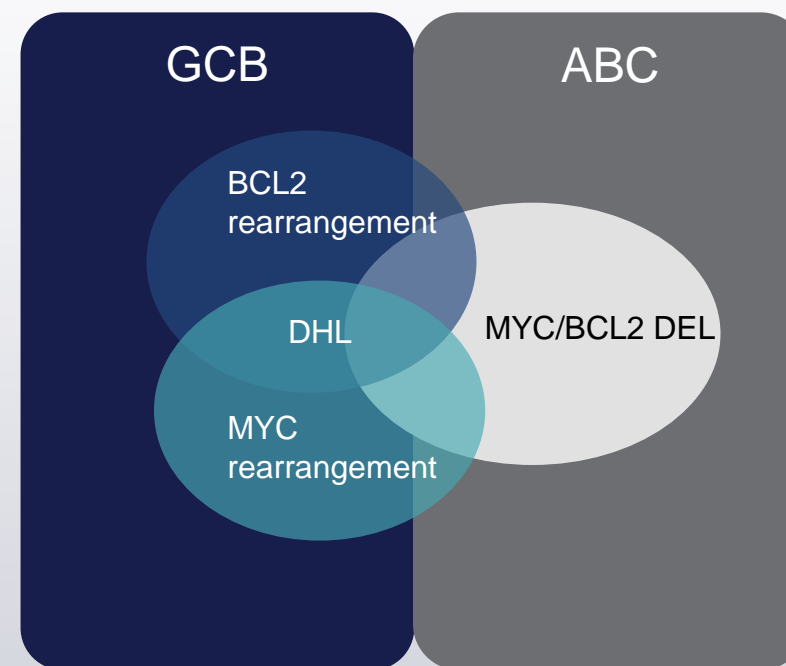 GCB
ABC
BCL2
rearrangement
DHL
MYC/BCL2 DEL
MYC
rearrangement